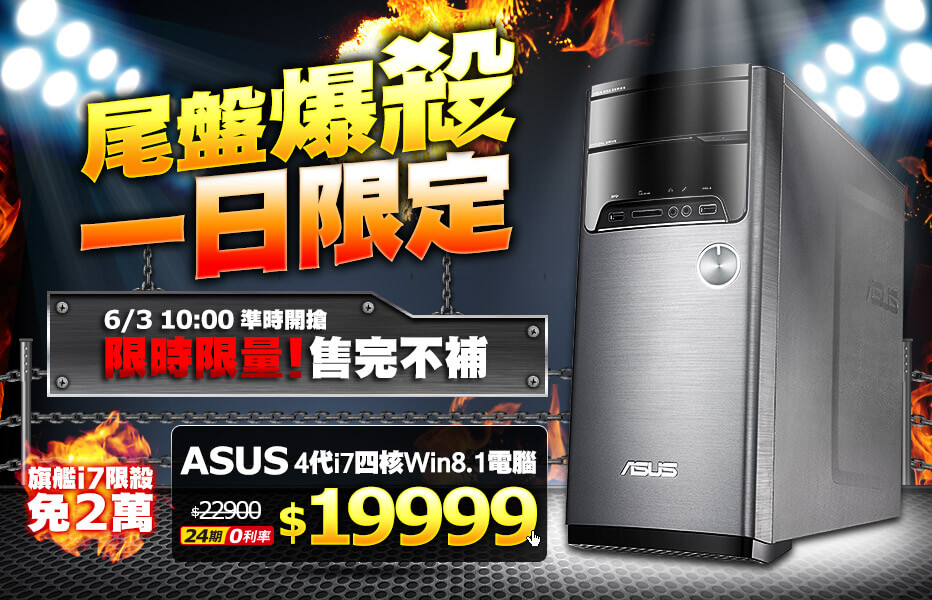 尾盤爆殺
一日限定
6/3 10:00 準時開搶
限時限量!售完不補
旗艦i7限殺
免2萬
ASUS 4代i7四核Win8.1電腦
$22900
24期 0利率
$19999
ASUS
ASUS